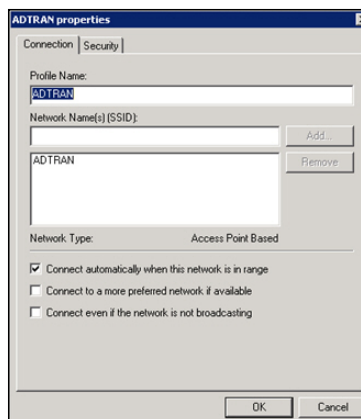 ADTRAN properties
Connection Security
Profile Name:
ADTRAN
Network Name(s) (SSID):
Add...
ADTRAN
Remove
Network Type: Access Point Based
Connect automatically when this network is in range
Connect to a more preferred network if available
Connect even if the network is not broadcasting
OK Cancel